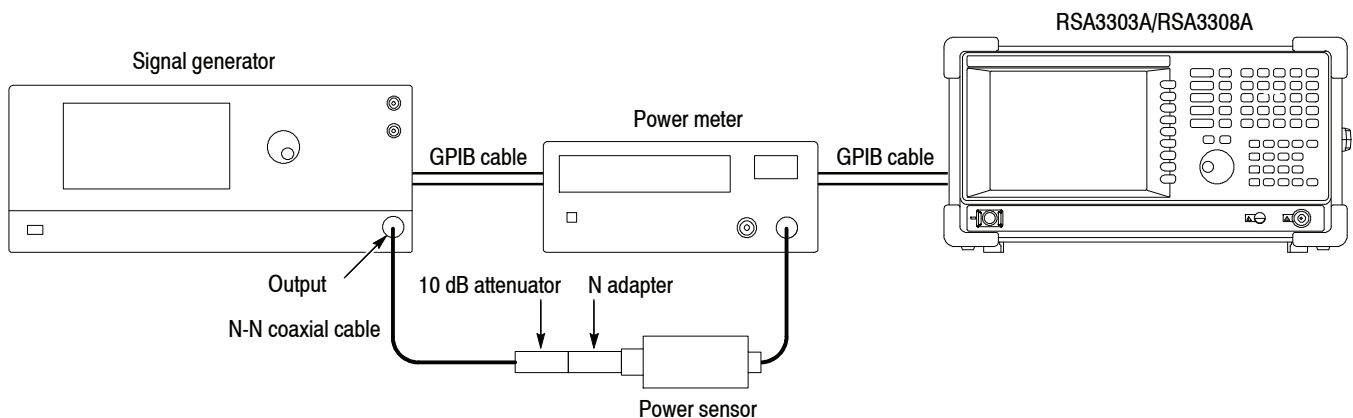 RSA3303A/RSA3308A
Signal generator
Power meter
GPIB cable
GPIB cable
Output
10 dB attenuator
N adapter
N-N coaxial cable
Power sensor